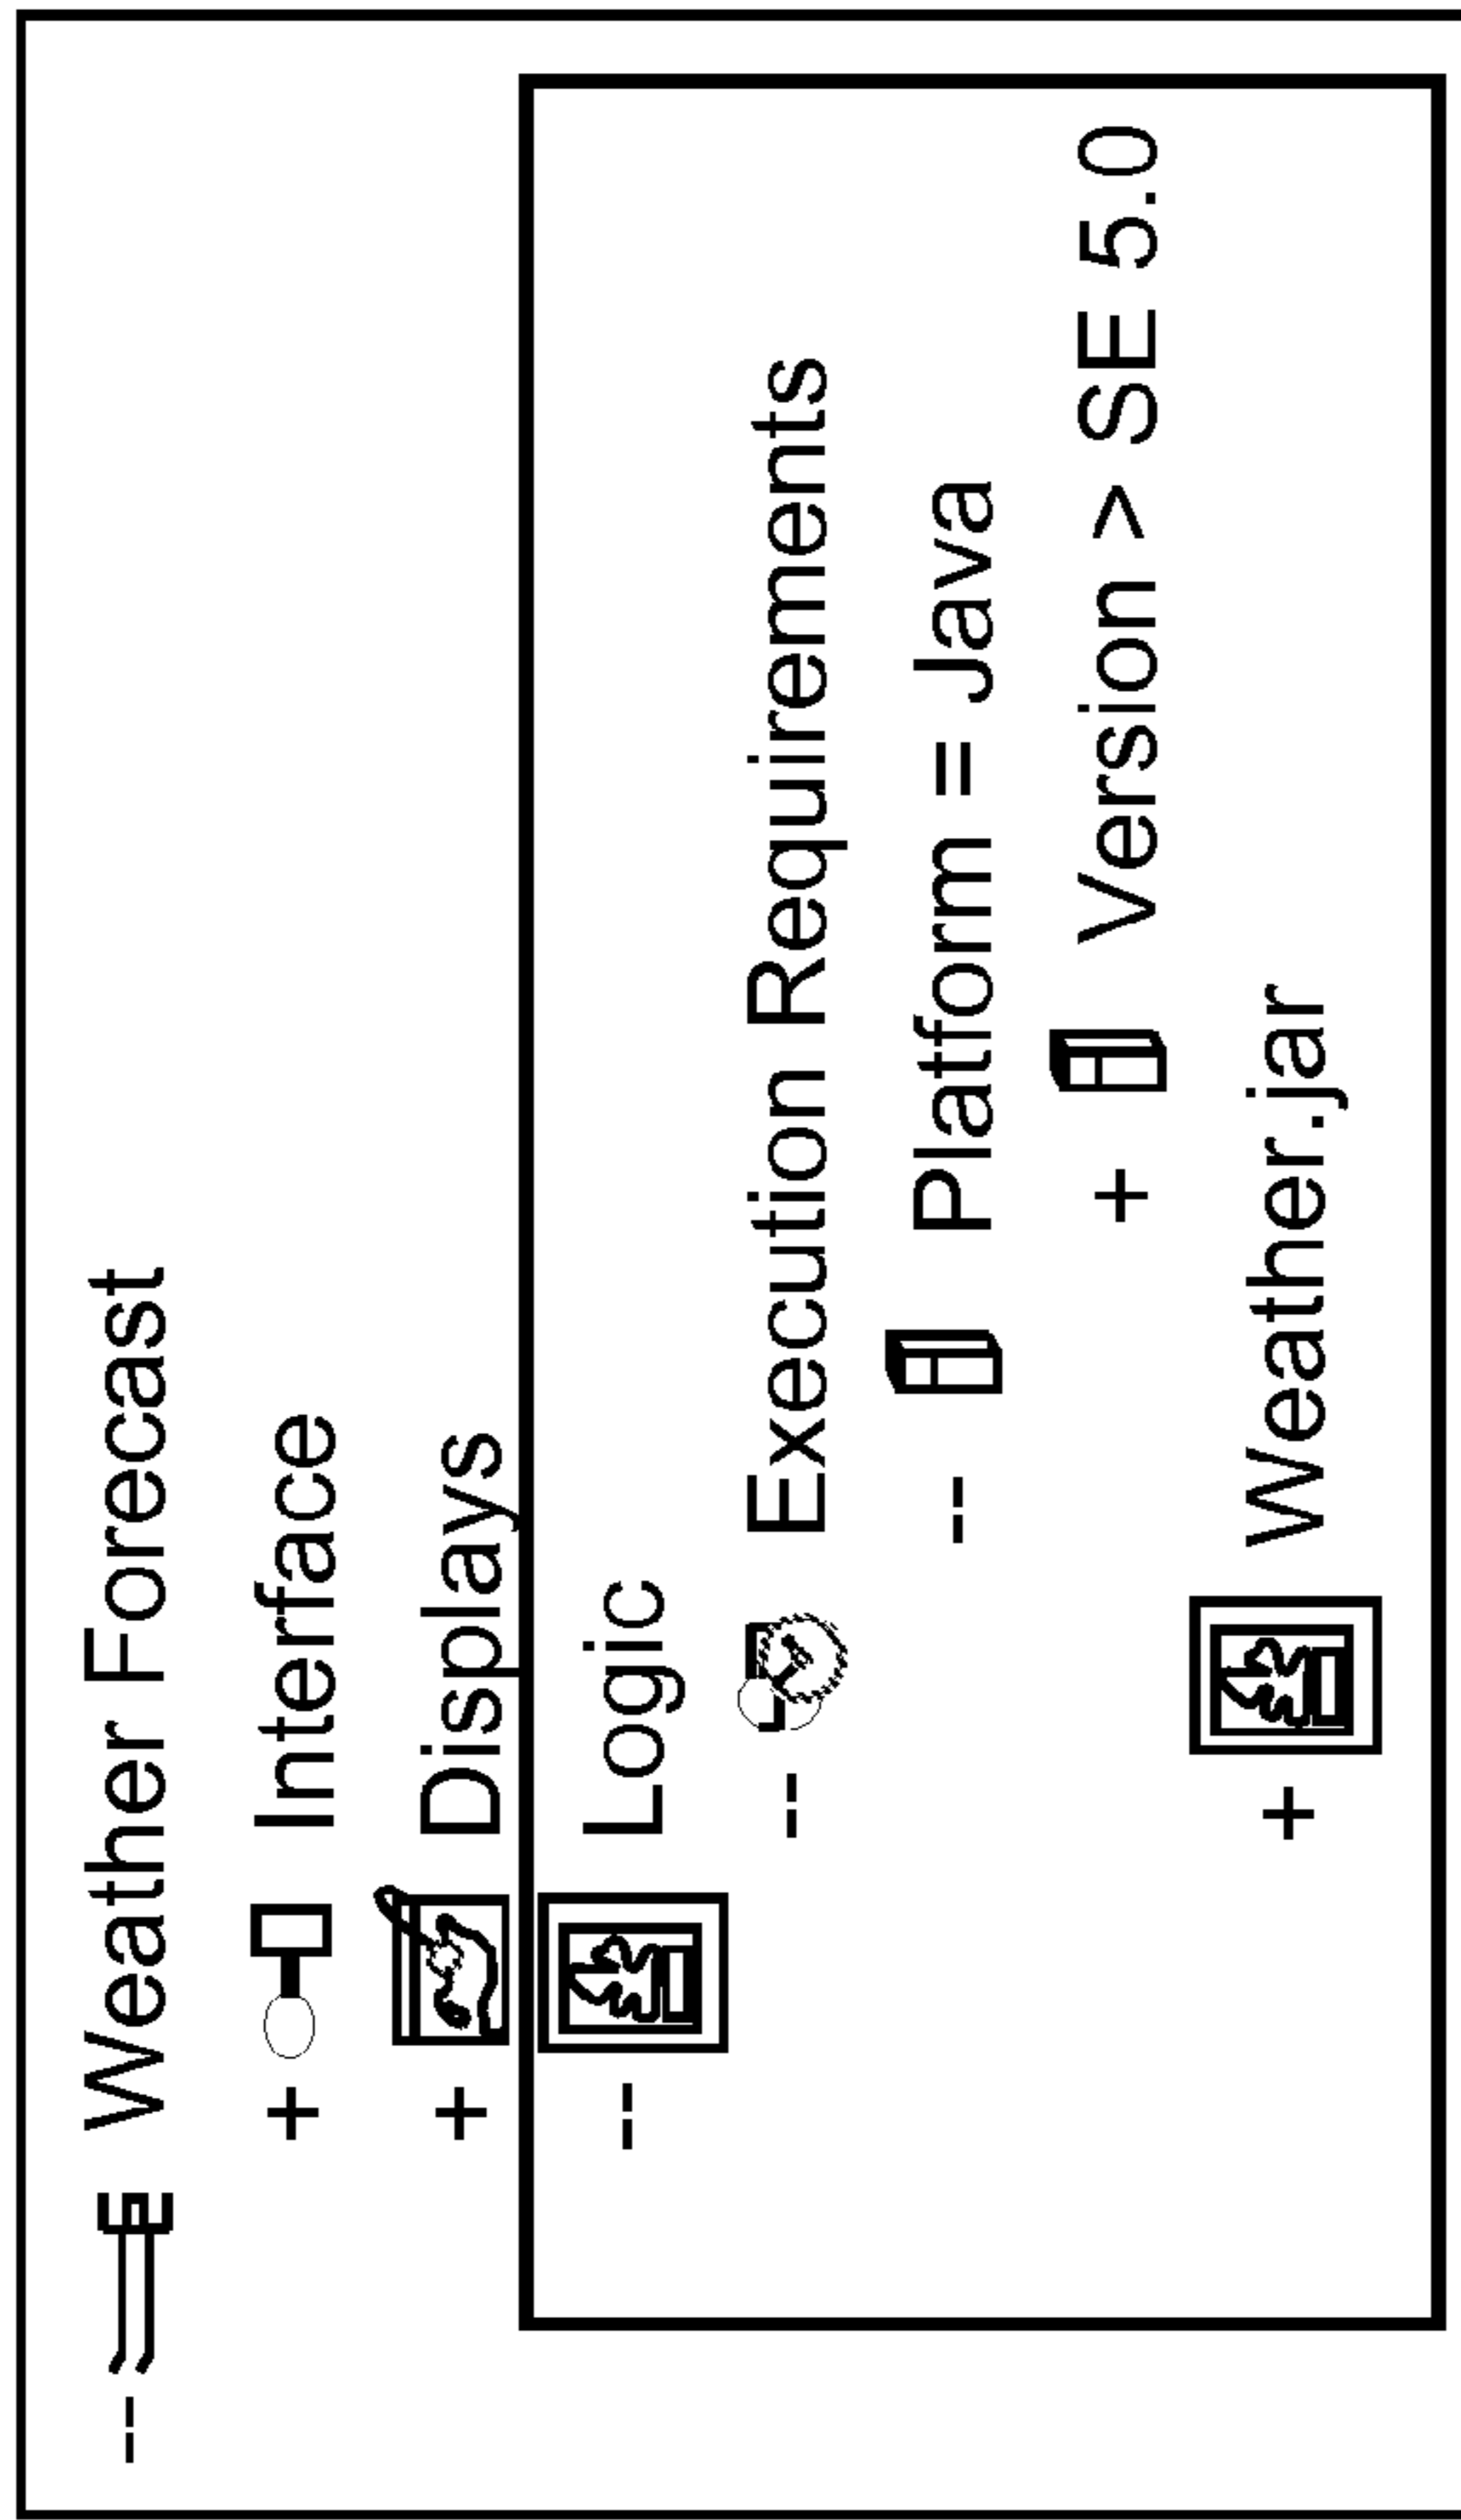 -- Weather Forecast
+ Interface
+ Displays
-- Logic
-- Execution Requirements
-- Platform = Java
+ Version > SE 5.0
+ Weather.jar